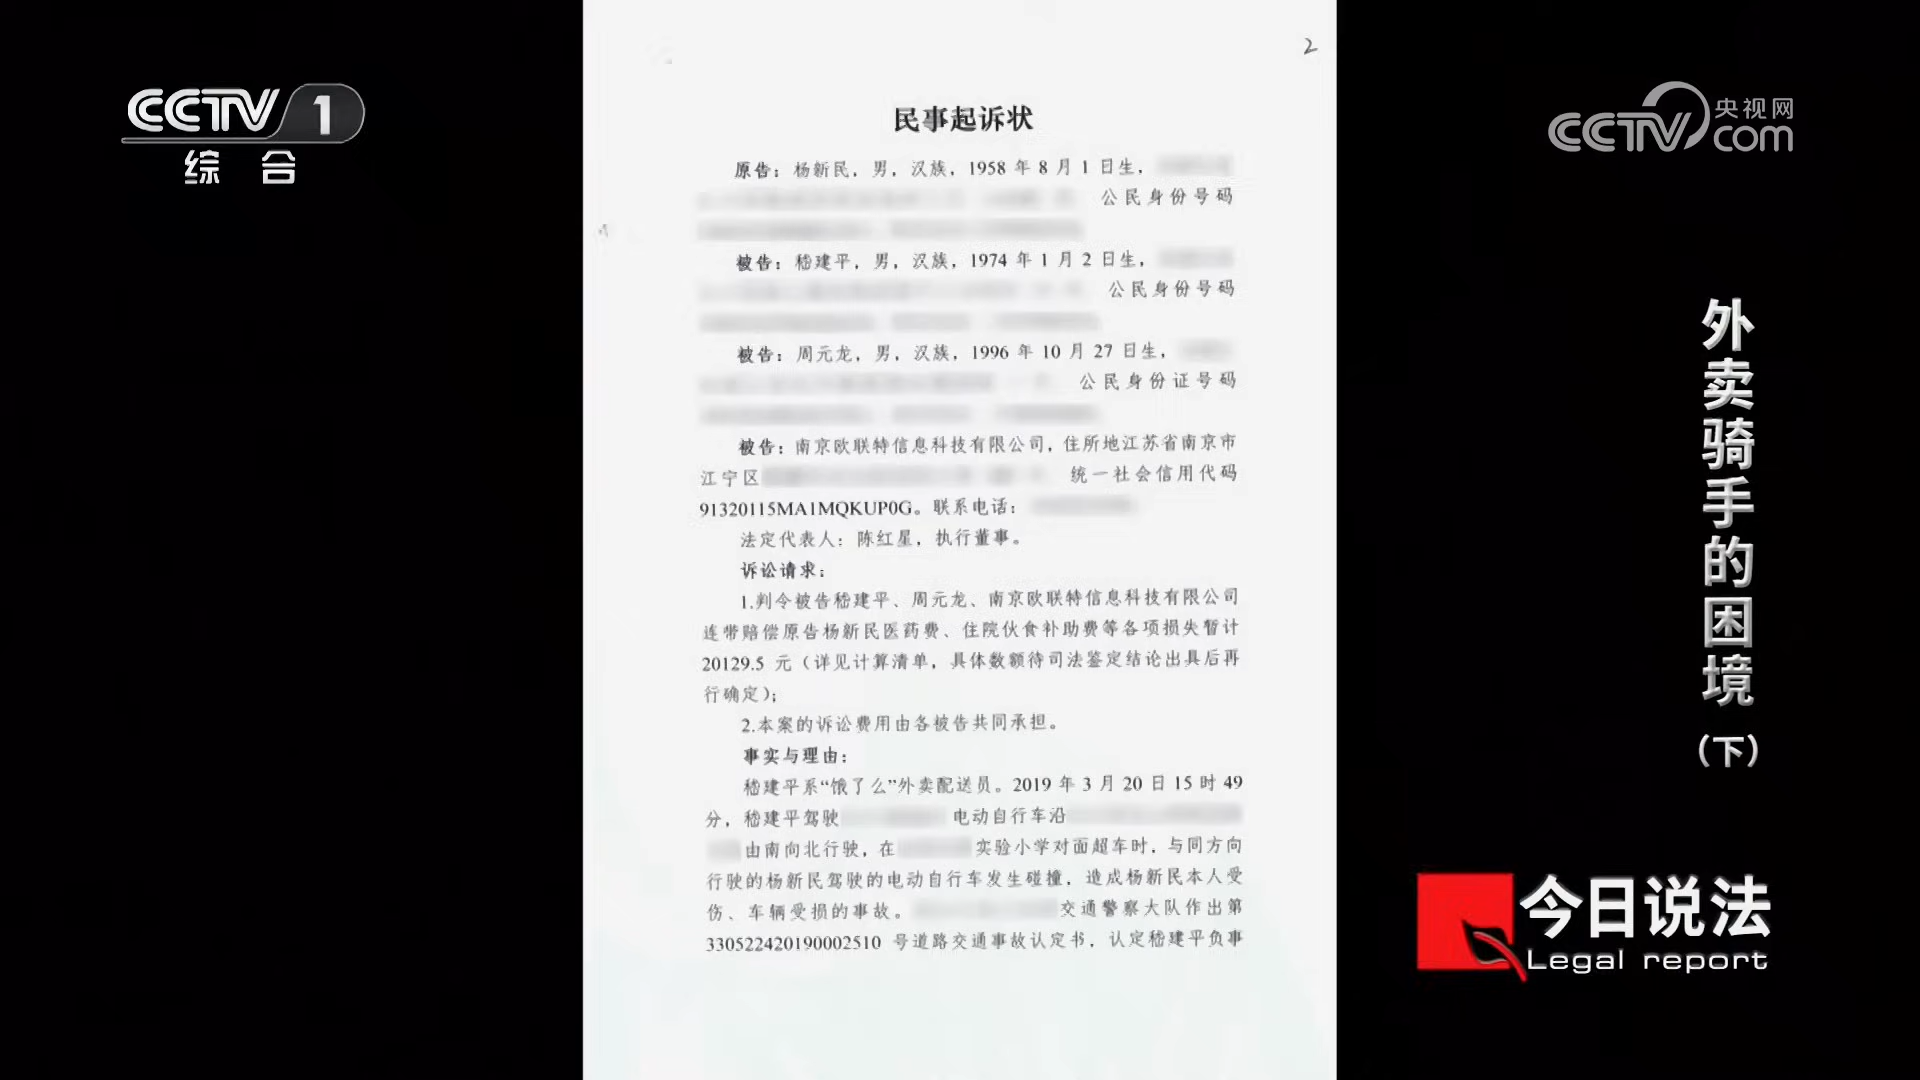 CCTV 1
综 合
央视网
CCTV com
2
民事起诉状
原告：杨新民，男，汉族，1958 年 8 月 1 日生，
公民身份号码
被告：嵇建平，男，汉族，1974 年 1 月 2 日生，
公民身份号码
被告：周元龙，男，汉族，1996 年 10 月 27 日生，
公民身份证号码
被告：南京欧联特信息科技有限公司，住所地江苏省南京市
江宁区 统一社会信用代码
91320115MA1MQKUP0G。联系电话：
法定代表人：陈红星，执行董事。
诉讼请求：
1.判令被告嵇建平、周元龙、南京欧联特信息科技有限公司
连带赔偿原告杨新民医药费、住院伙食补助费等各项损失暂计
20129.5 元（详见计算清单，具体数额待司法鉴定结论出具后再
行确定）；
2.本案的诉讼费用由各被告共同承担。
事实与理由：
嵇建平系“饿了么”外卖配送员。2019 年 3 月 20 日 15 时 49
分，嵇建平驾驶 电动自行车沿
由南向北行驶，在 实验小学对面超车时，与同方向
行驶的杨新民驾驶的电动自行车发生碰撞，造成杨新民本人受
伤、车辆受损的事故。 交通警察大队作出第
330522420190002510 号道路交通事故认定书，认定嵇建平负事
外卖骑手的困境
（下）
今日说法
Legal report